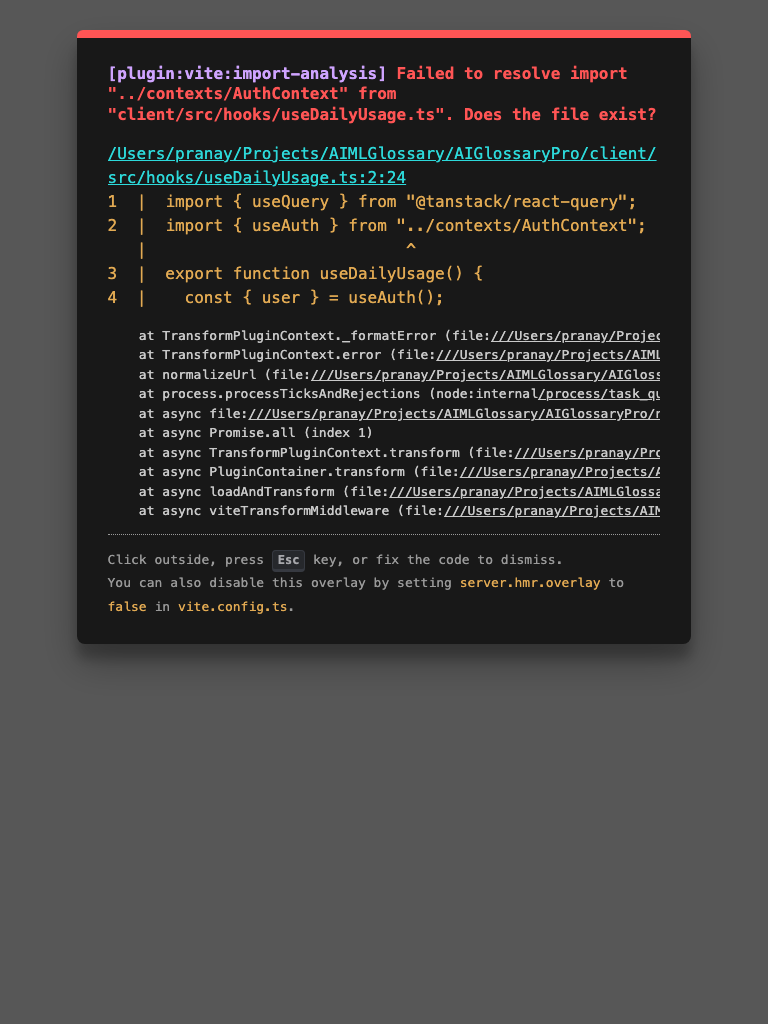 [plugin:vite:import-analysis] Failed to resolve import
"../contexts/AuthContext" from
"client/src/hooks/useDailyUsage.ts". Does the file exist?
/Users/pranay/Projects/AIMLGlossary/AIGlossaryPro/client/
src/hooks/useDailyUsage.ts:2:24
1  |  import { useQuery } from "@tanstack/react-query";
2  |  import { useAuth } from "../contexts/AuthContext";
   |                           ^
3  |  export function useDailyUsage() {
4  |    const { user } = useAuth();
at TransformPluginContext._formatError (file:///Users/pranay/Projec
at TransformPluginContext.error (file:///Users/pranay/Projects/AIML
at normalizeUrl (file:///Users/pranay/Projects/AIMLGlossary/AIGloss
at process.processTicksAndRejections (node:internal/process/task_qu
at async file:///Users/pranay/Projects/AIMLGlossary/AIGlossaryPro/n
at async Promise.all (index 1)
at async TransformPluginContext.transform (file:///Users/pranay/Pro
at async PluginContainer.transform (file:///Users/pranay/Projects/A
at async loadAndTransform (file:///Users/pranay/Projects/AIMLGlossa
at async viteTransformMiddleware (file:///Users/pranay/Projects/AIM
Click outside, press Esc key, or fix the code to dismiss.
You can also disable this overlay by setting server.hmr.overlay to
false in vite.config.ts.